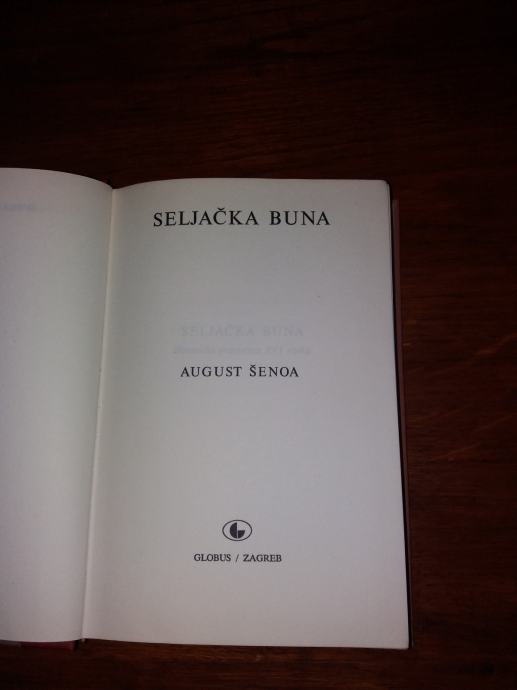 SELJAČKA BUNA
SELJAČKA BUNA
AUGUST ŠENOA
GLOBUS / ZAGREB